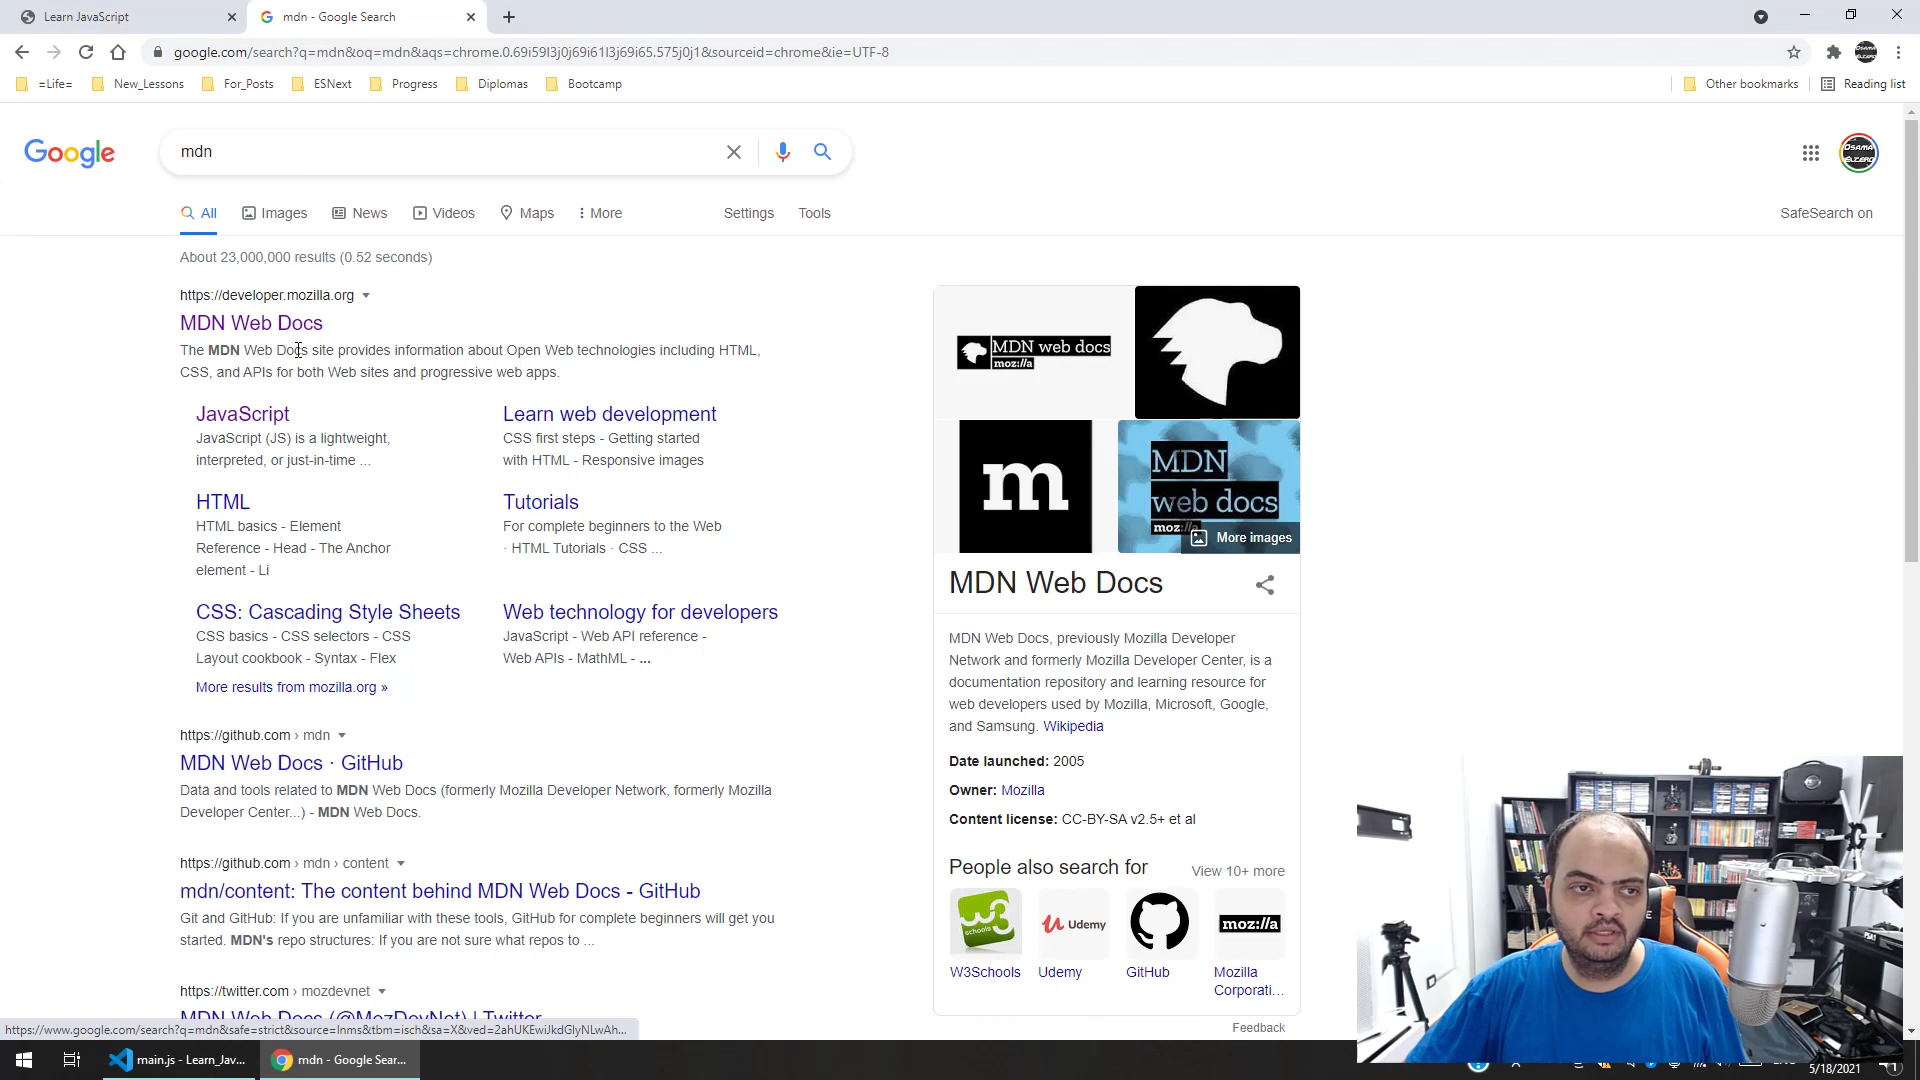 Learn JavaScript
mdn - Google Search
google.com/search?q=mdn&oq=mdn&aqs=chrome.0.69i59l3j0j69i61l3j69i65.575j0j1&sourceid=chrome&ie=UTF-8
=Life=
New_Lessons
For_Posts
ESNext
Progress
Diplomas
Bootcamp
Other bookmarks
Reading list
Google
mdn
OSAMA
ELZERO
All
Images
News
Videos
Maps
More
Settings
Tools
SafeSearch on
About 23,000,000 results (0.52 seconds)
https://developer.mozilla.org
MDN Web Docs
The MDN Web Docs site provides information about Open Web technologies including HTML,
CSS, and APIs for both Web sites and progressive web apps.
JavaScript
JavaScript (JS) is a lightweight,
interpreted, or just-in-time ...
Learn web development
CSS first steps - Getting started
with HTML - Responsive images
HTML
HTML basics - Element
Reference - Head - The Anchor
element - Li
Tutorials
For complete beginners to the Web
· HTML Tutorials · CSS ...
CSS: Cascading Style Sheets
CSS basics - CSS selectors - CSS
Layout cookbook - Syntax - Flex
Web technology for developers
JavaScript - Web API reference -
Web APIs - MathML - ...
More results from mozilla.org »
https://github.com › mdn
MDN Web Docs · GitHub
Data and tools related to MDN Web Docs (formerly Mozilla Developer Network, formerly Mozilla
Developer Center...) - MDN Web Docs.
https://github.com › mdn › content
mdn/content: The content behind MDN Web Docs - GitHub
Git and GitHub: If you are unfamiliar with these tools, GitHub for complete beginners will get you
started. MDN's repo structures: If you are not sure what repos to ...
https://twitter.com › mozdevnet
MDN Web Docs (@MozDevNet) | Twitter
MDN web docs
moz://a
m
MDN
web docs
moz://a
More images
MDN Web Docs
MDN Web Docs, previously Mozilla Developer
Network and formerly Mozilla Developer Center, is a
documentation repository and learning resource for
web developers used by Mozilla, Microsoft, Google,
and Samsung. Wikipedia
Date launched: 2005
Owner: Mozilla
Content license: CC-BY-SA v2.5+ et al
People also search for
View 10+ more
w3
schools
Udemy
moz://a
W3Schools
Udemy
GitHub
Mozilla
Corporati...
Feedback
https://www.google.com/search?q=mdn&safe=strict&source=lnms&tbm=isch&sa=X&ved=2ahUKEwiJkdGlyNLwAh...
main.js - Learn_Jav...
mdn - Google Sear...
5/18/2021